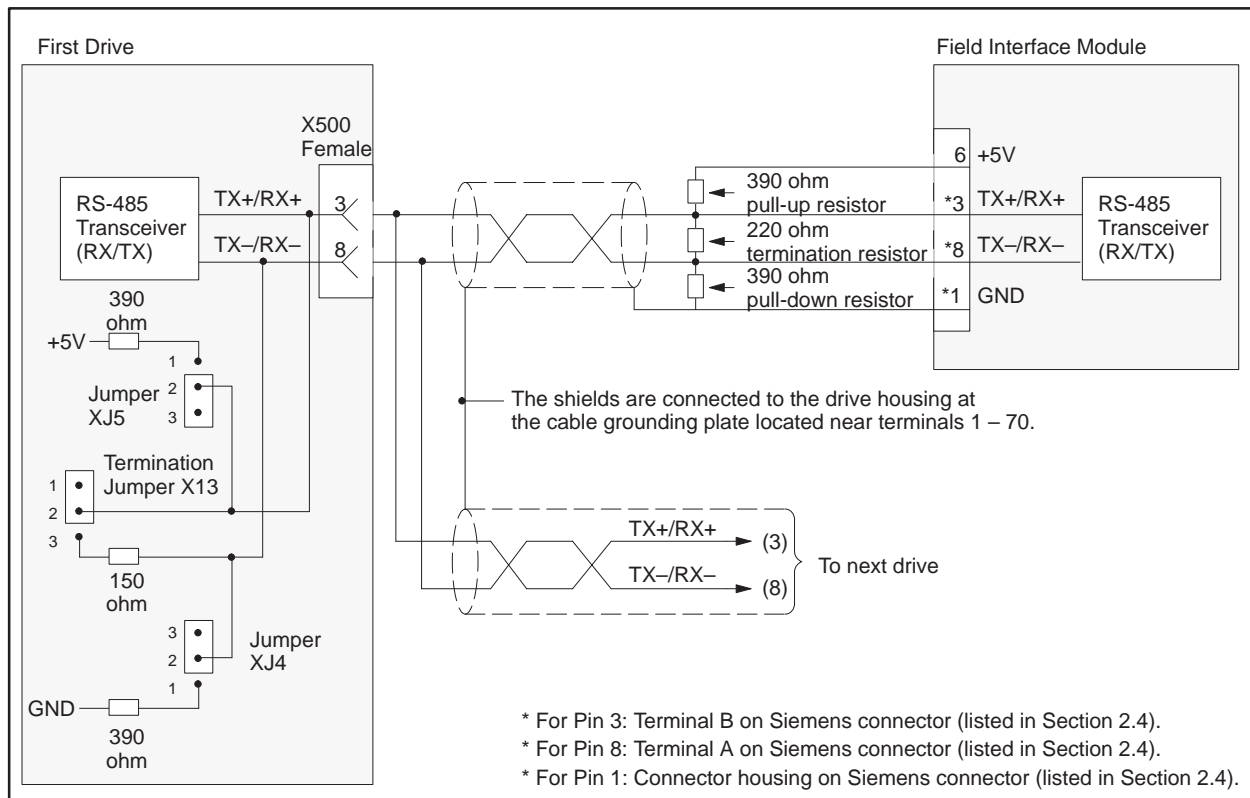 First Drive
Field Interface Module
X500
Female
6 +5V
390 ohm
pull-up resistor
RS-485
Transceiver
(RX/TX)
TX+/RX+
3
*3 TX+/RX+
RS-485
Transceiver
(RX/TX)
220 ohm
termination resistor
TX–/RX–
8
*8 TX–/RX–
390 ohm
pull-down resistor
*1 GND
390
ohm
+5V
1
2
3
Jumper
XJ5
The shields are connected to the drive housing at
the cable grounding plate located near terminals 1 – 70.
Termination
Jumper X13
1
2
3
150
ohm
TX+/RX+
(3)
TX–/RX–
(8)
To next drive
3
2
1
Jumper
XJ4
GND
390
ohm
* For Pin 3: Terminal B on Siemens connector (listed in Section 2.4).
* For Pin 8: Terminal A on Siemens connector (listed in Section 2.4).
* For Pin 1: Connector housing on Siemens connector (listed in Section 2.4).